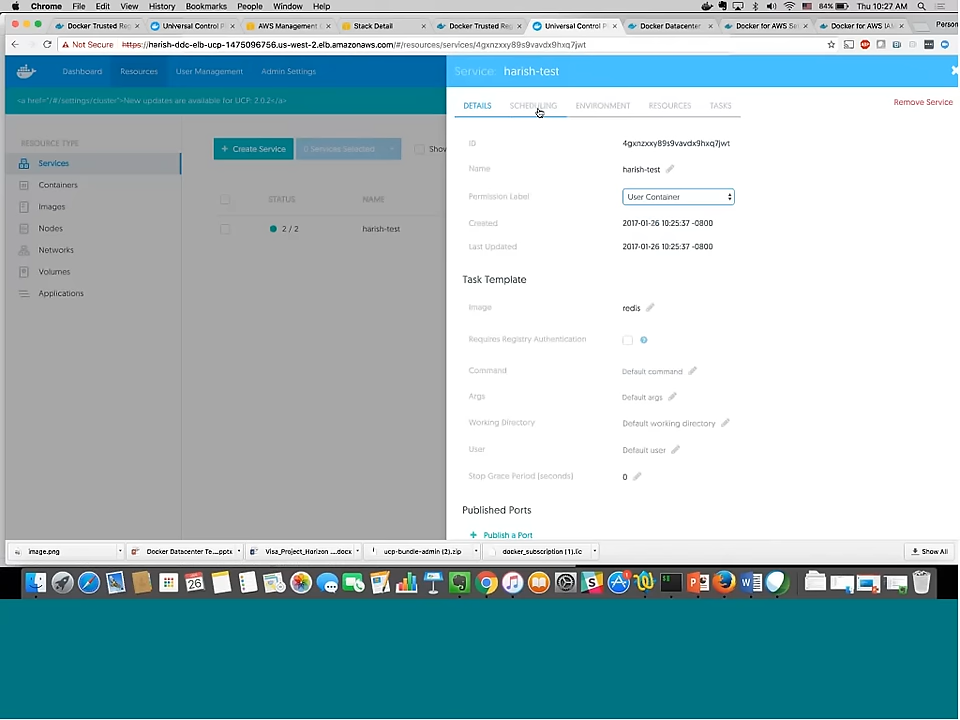 Chrome File Edit View History Bookmarks People Window Help 84% Thu 10:27 AM
Docker Trusted Reg Universal Control P AWS Management Stack Detail Docker Trusted Reg Universal Control P Docker Datacenter Docker for AWS Se Docker for AWS IA Person
Not Secure https://harish-ddc-elb-ucp-1475096756.us-west-2.elb.amazonaws.com/#/resources/services/4gxnzxxy89s9vavdx9hxq7jwt
Dashboard Resources User Management Admin Settings
Service: harish-test
<a href="/#/settings/cluster">New updates are available for UCP: 2.0.2</a>
DETAILS SCHEDULING ENVIRONMENT RESOURCES TASKS
Remove Service
RESOURCE TYPE
Services
Containers
Images
Nodes
Networks
Volumes
Applications
+ Create Service 0 Services Selected Show
STATUS NAME
2 / 2 harish-test
ID 4gxnzxxy89s9vavdx9hxq7jwt
Name harish-test
Permission Label User Container
Created 2017-01-26 10:25:37 -0800
Last Updated 2017-01-26 10:25:37 -0800
Task Template
Image redis
Requires Registry Authentication ?
Command Default command
Args Default args
Working Directory Default working directory
User Default user
Stop Grace Period (seconds) 0
Published Ports
+ Publish a Port
image.png Docker Datacenter Te....pptx Visa_Project_Horizon ....docx ucp-bundle-admin (2).zip docker_subscription (1).lic Show All
26